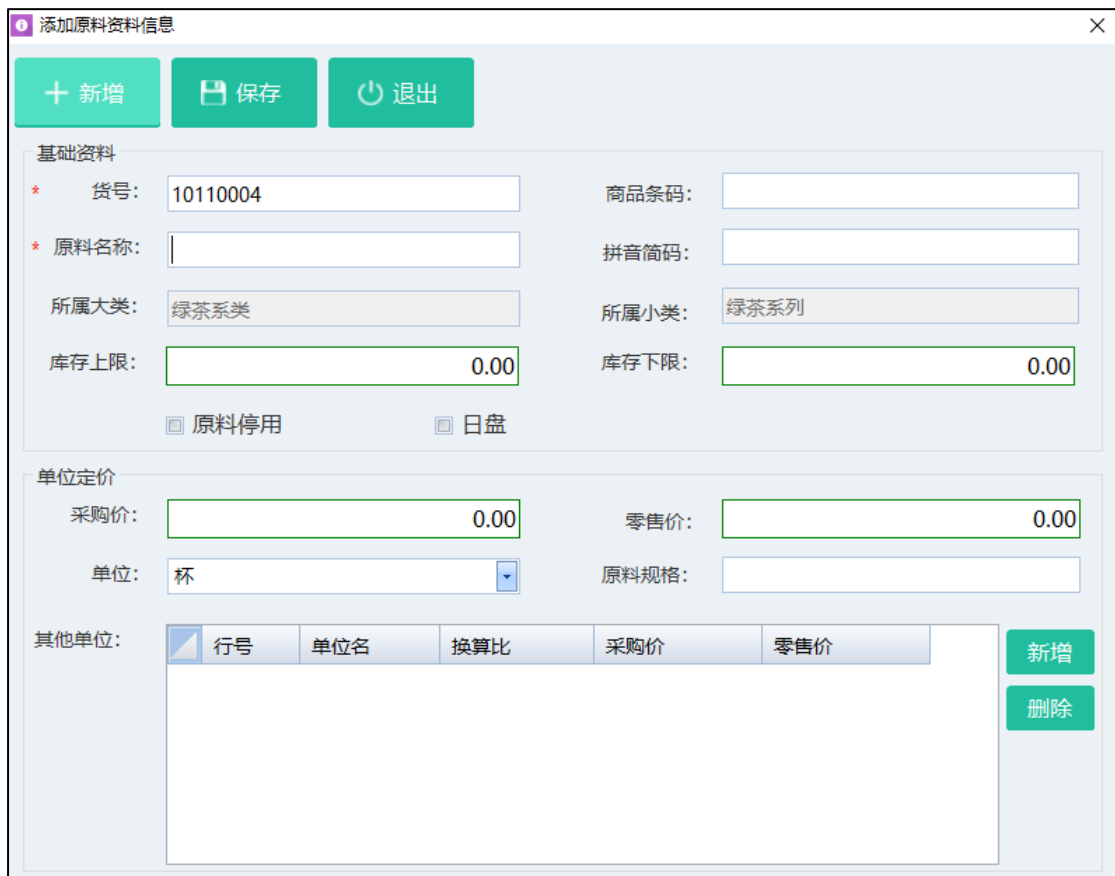 添加原料资料信息
新增 保存 退出
基础资料
* 货号: 10110004 商品条码:
* 原料名称: 拼音简码:
所属大类: 绿茶系类 所属小类: 绿茶系列
库存上限: 0.00 库存下限: 0.00
原料停用 日盘
单位定价
采购价: 0.00 零售价: 0.00
单位: 杯 原料规格:
其他单位: 行号 单位名 换算比 采购价 零售价 新增
删除